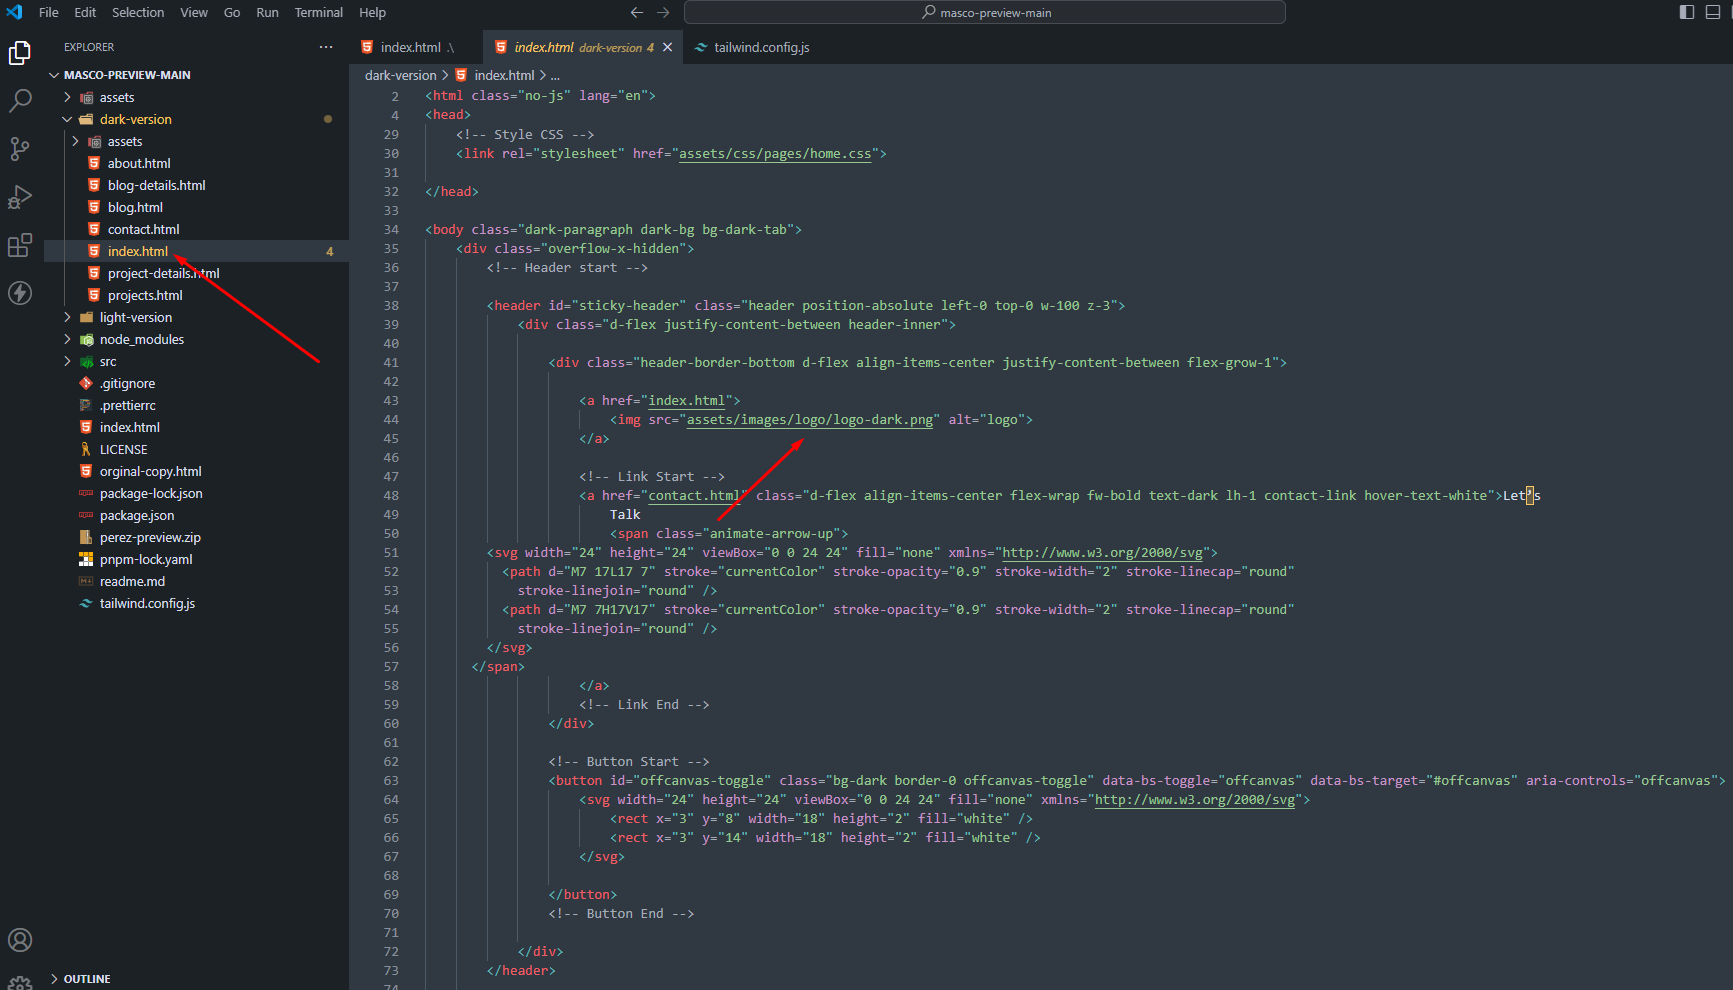 File Edit Selection View Go Run Terminal Help
masco-preview-main
EXPLORER
index.html .\
index.html dark-version 4
tailwind.config.js
MASCO-PREVIEW-MAIN
assets
dark-version
assets
about.html
blog-details.html
blog.html
contact.html
index.html 4
project-details.html
projects.html
light-version
node_modules
src
.gitignore
.prettierrc
index.html
LICENSE
orginal-copy.html
package-lock.json
package.json
perez-preview.zip
pnpm-lock.yaml
readme.md
tailwind.config.js
OUTLINE
dark-version > index.html > ...
2 <html class="no-js" lang="en">
4 <head>
29 <!-- Style CSS -->
30 <link rel="stylesheet" href="assets/css/pages/home.css">
31
32 </head>
33
34 <body class="dark-paragraph dark-bg bg-dark-tab">
35 <div class="overflow-x-hidden">
36 <!-- Header start -->
37
38 <header id="sticky-header" class="header position-absolute left-0 top-0 w-100 z-3">
39 <div class="d-flex justify-content-between header-inner">
40
41 <div class="header-border-bottom d-flex align-items-center justify-content-between flex-grow-1">
42
43 <a href="index.html">
44 <img src="assets/images/logo/logo-dark.png" alt="logo">
45 </a>
46
47 <!-- Link Start -->
48 <a href="contact.html" class="d-flex align-items-center flex-wrap fw-bold text-dark lh-1 contact-link hover-text-white">Let’s
49 Talk
50 <span class="animate-arrow-up">
51 <svg width="24" height="24" viewBox="0 0 24 24" fill="none" xmlns="http://www.w3.org/2000/svg">
52 <path d="M7 17L17 7" stroke="currentColor" stroke-opacity="0.9" stroke-width="2" stroke-linecap="round"
53 stroke-linejoin="round" />
54 <path d="M7 7H17V17" stroke="currentColor" stroke-opacity="0.9" stroke-width="2" stroke-linecap="round"
55 stroke-linejoin="round" />
56 </svg>
57 </span>
58 </a>
59 <!-- Link End -->
60 </div>
61
62 <!-- Button Start -->
63 <button id="offcanvas-toggle" class="bg-dark border-0 offcanvas-toggle" data-bs-toggle="offcanvas" data-bs-target="#offcanvas" aria-controls="offcanvas">
64 <svg width="24" height="24" viewBox="0 0 24 24" fill="none" xmlns="http://www.w3.org/2000/svg">
65 <rect x="3" y="8" width="18" height="2" fill="white" />
66 <rect x="3" y="14" width="18" height="2" fill="white" />
67 </svg>
68
69 </button>
70 <!-- Button End -->
71
72 </div>
73 </header>
74